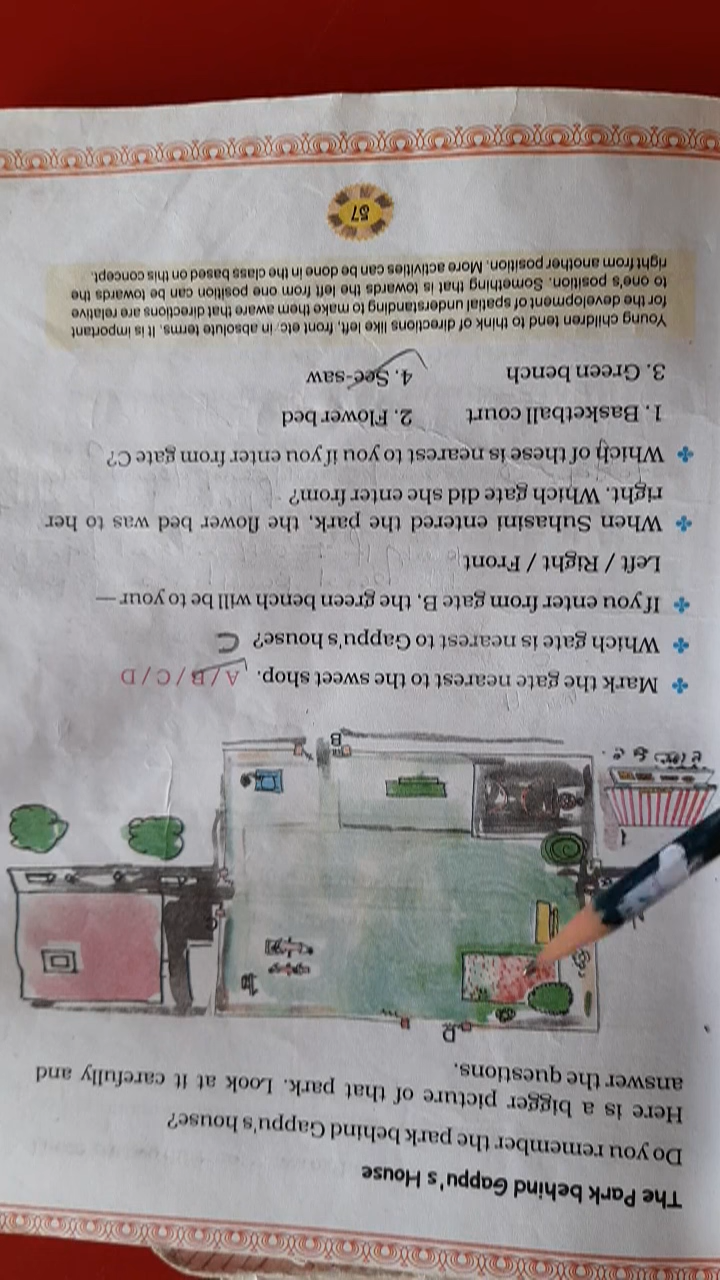 The Park behind Gappu's House
Do you remember the park behind Gappu's house?
Here is a bigger picture of that park. Look at it carefully and
answer the questions.
D
C
B
Mark the gate nearest to the sweet shop. A / B / C / D
Which gate is nearest to Gappu's house? C
If you enter from gate B, the green bench will be to your —
Left / Right / Front
When Suhasini entered the park, the flower bed was to her
right. Which gate did she enter from?
Which of these is nearest to you if you enter from gate C?
1. Basketball court 2. Flower bed
3. Green bench 4. See-saw
Young children tend to think of directions like left, front etc. in absolute terms. It is important
for the development of spatial understanding to make them aware that directions are relative
to one's position. Something that is towards the left from one position can be towards the
right from another position. More activities can be done in the class based on this concept.
57